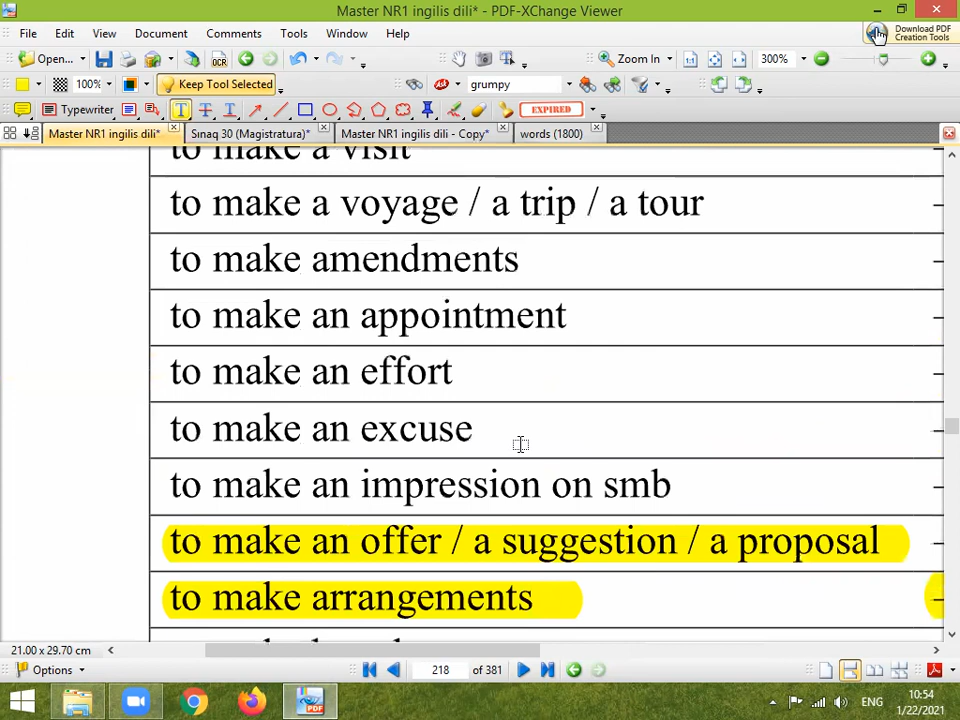 Master NR1 ingilis dili* - PDF-XChange Viewer
File Edit View Document Comments Tools Window Help
Download PDF Creation Tools
Open... OCR Zoom In 300%
100% Keep Tool Selected grumpy
Typewriter EXPIRED
Master NR1 ingilis dili* Sınaq 30 (Magistratura)* Master NR1 ingilis dili - Copy* words (1800)
to make a visit
to make a voyage / a trip / a tour
to make amendments
to make an appointment
to make an effort
to make an excuse
to make an impression on smb
to make an offer / a suggestion / a proposal
to make arrangements
21.00 x 29.70 cm
Options 218 of 381
ENG
10:54
1/22/2021